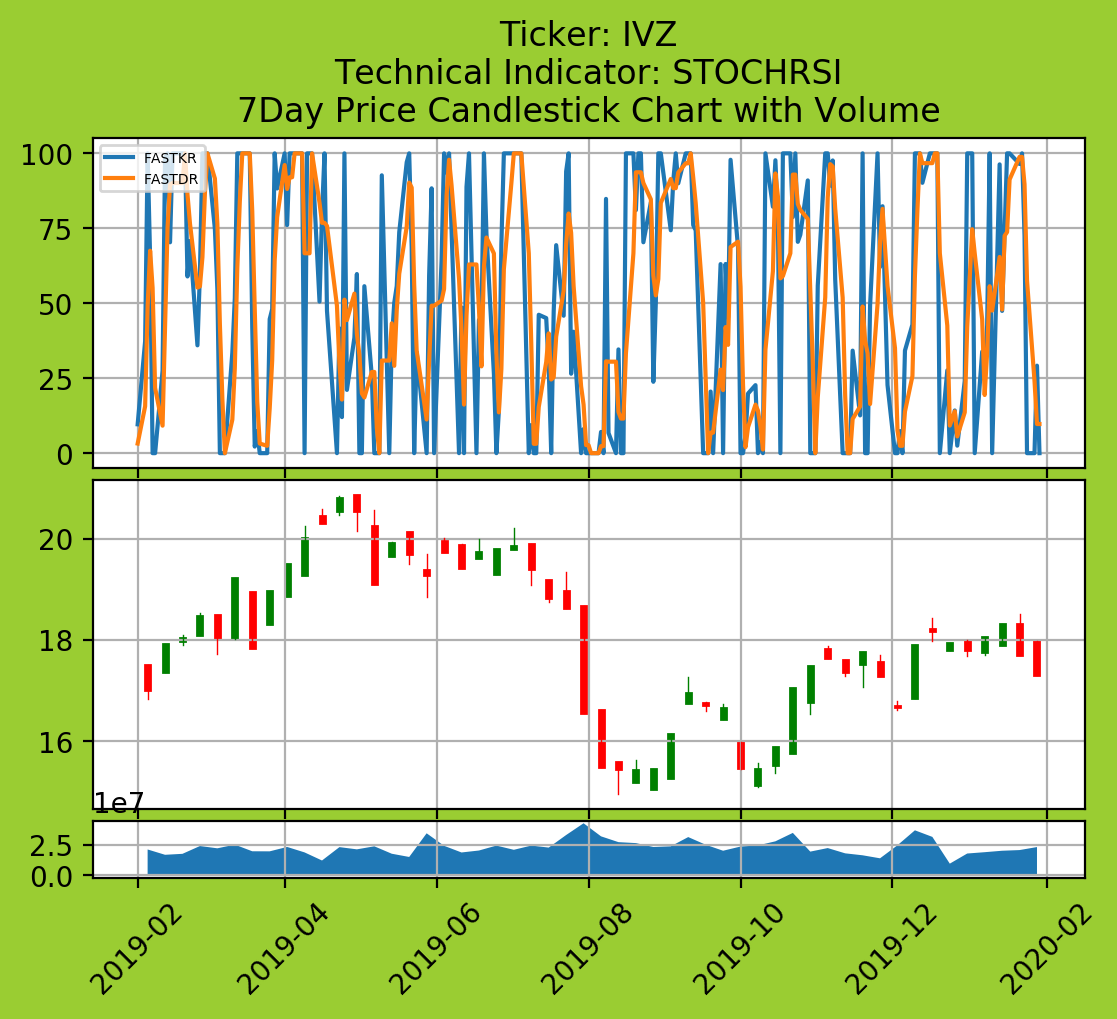 Ticker: IVZ
Technical Indicator: STOCHRSI
7Day Price Candlestick Chart with Volume
FASTKR
FASTDR
100
75
50
25
0
20
18
16
1e7
2.5
0.0
2019-02
2019-04
2019-06
2019-08
2019-10
2019-12
2020-02